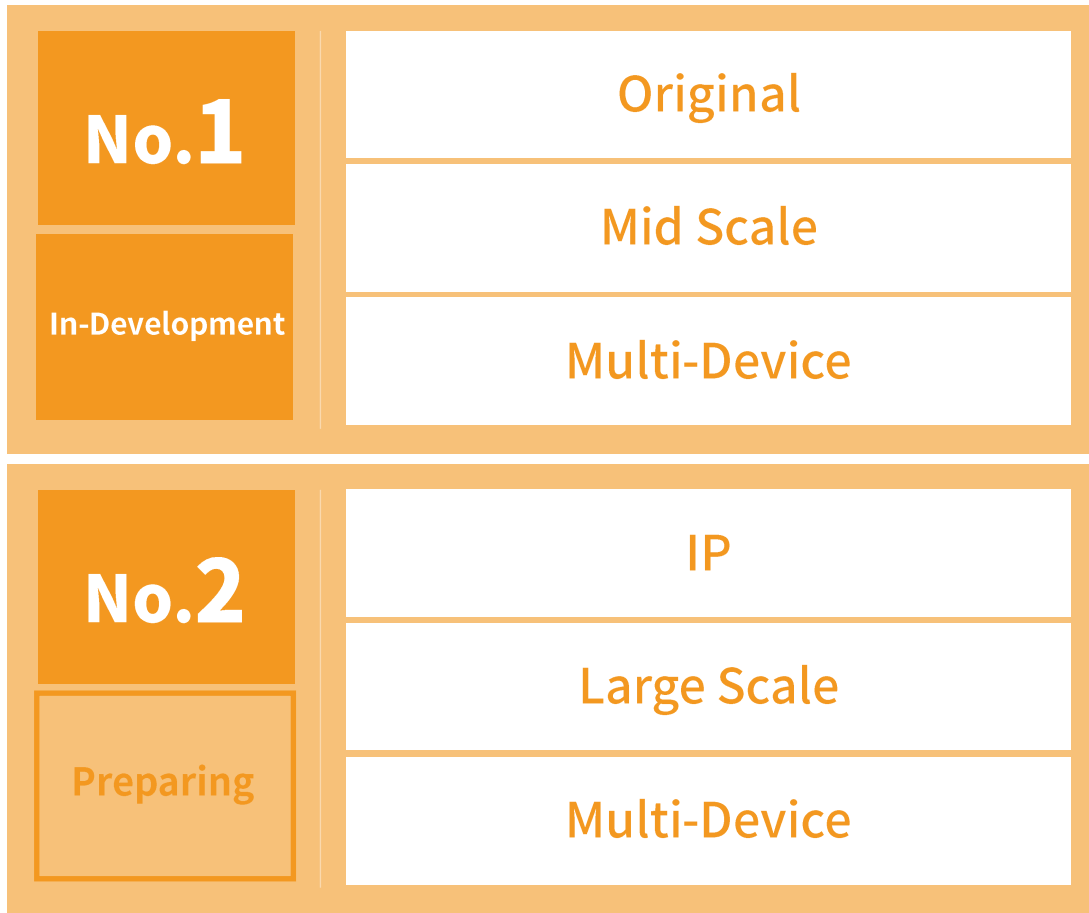 No.1
In-Development
Original
Mid Scale
Multi-Device
No.2
Preparing
IP
Large Scale
Multi-Device